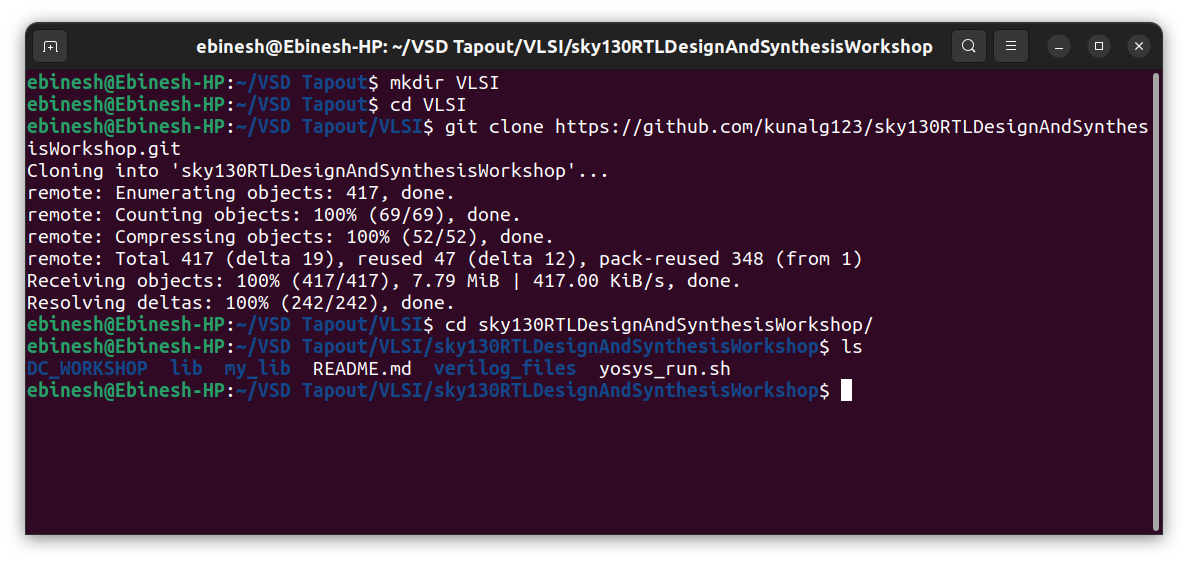 ebinesh@Ebinesh-HP: ~/VSD Tapout/VLSI/sky130RTLDesignAndSynthesisWorkshop
ebinesh@Ebinesh-HP:~/VSD Tapout$ mkdir VLSI
ebinesh@Ebinesh-HP:~/VSD Tapout$ cd VLSI
ebinesh@Ebinesh-HP:~/VSD Tapout/VLSI$ git clone https://github.com/kunalg123/sky130RTLDesignAndSynthes
isWorkshop.git
Cloning into 'sky130RTLDesignAndSynthesisWorkshop'...
remote: Enumerating objects: 417, done.
remote: Counting objects: 100% (69/69), done.
remote: Compressing objects: 100% (52/52), done.
remote: Total 417 (delta 19), reused 47 (delta 12), pack-reused 348 (from 1)
Receiving objects: 100% (417/417), 7.79 MiB | 417.00 KiB/s, done.
Resolving deltas: 100% (242/242), done.
ebinesh@Ebinesh-HP:~/VSD Tapout/VLSI$ cd sky130RTLDesignAndSynthesisWorkshop/
ebinesh@Ebinesh-HP:~/VSD Tapout/VLSI/sky130RTLDesignAndSynthesisWorkshop$ ls
DC_WORKSHOP  lib  my_lib  README.md  verilog_files  yosys_run.sh
ebinesh@Ebinesh-HP:~/VSD Tapout/VLSI/sky130RTLDesignAndSynthesisWorkshop$